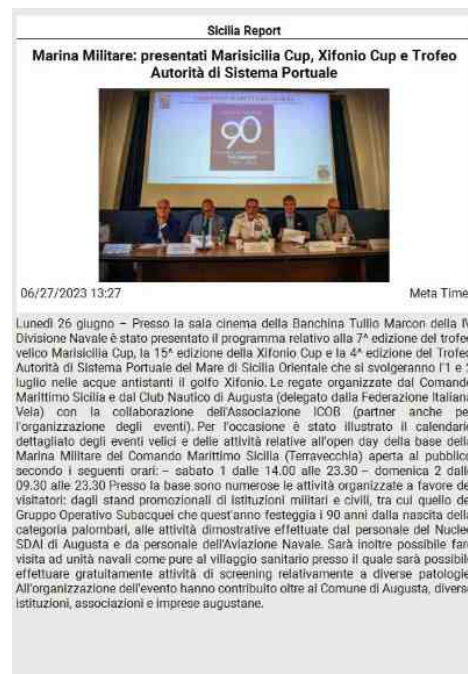 Sicilia Report
Marina Militare: presentati Marisicilia Cup, Xifonio Cup e Trofeo
Autorità di Sistema Portuale
90
06/27/2023 13:27
Meta Time
Lunedì 26 giugno – Presso la sala cinema della Banchina Tullio Marcon della
Divisione Navale è stato presentato il programma relativo alla 7^ edizione del trofeo
velico Marisicilia Cup, la 15^ edizione della Xifonio Cup e la 4^ edizione del Trofeo
Autorità di Sistema Portuale del Mare di Sicilia Orientale che si svolgeranno l'1 e
luglio nelle acque antistanti il golfo Xifonio. Le regate organizzate dal Comando
Marittimo Sicilia e dal Club Nautico di Augusta (delegato dalla Federazione Italiana
Vela) con la collaborazione dell'Associazione ICOB (partner anche per
l'organizzazione degli eventi). Per l'occasione è stato illustrato il calendario
dettagliato degli eventi velici e delle attività relative all'open day della base della
Marina Militare del Comando Marittimo Sicilia (Terravecchia) aperta al pubblico
secondo i seguenti orari: – sabato 1 dalle 14.00 alle 23.30 – domenica 2 dalle
09.30 alle 23.30 Presso la base sono numerose le attività organizzate a favore dei
visitatori: dagli stand promozionali di istituzioni militari e civili, tra cui quello del
Gruppo Operativo Subacquei che quest'anno festeggia i 90 anni dalla nascita della
categoria palombari, alle attività dimostrative effettuate dal personale del Nucleo
SDAI di Augusta e da personale dell'Aviazione Navale. Sarà inoltre possibile fare
visita ad unità navali come pure al villaggio sanitario presso il quale sarà possibile
effettuare gratuitamente attività di screening relativamente a diverse patologie.
All'organizzazione dell'evento hanno contribuito oltre al Comune di Augusta, diverse
istituzioni, associazioni e imprese augustane.